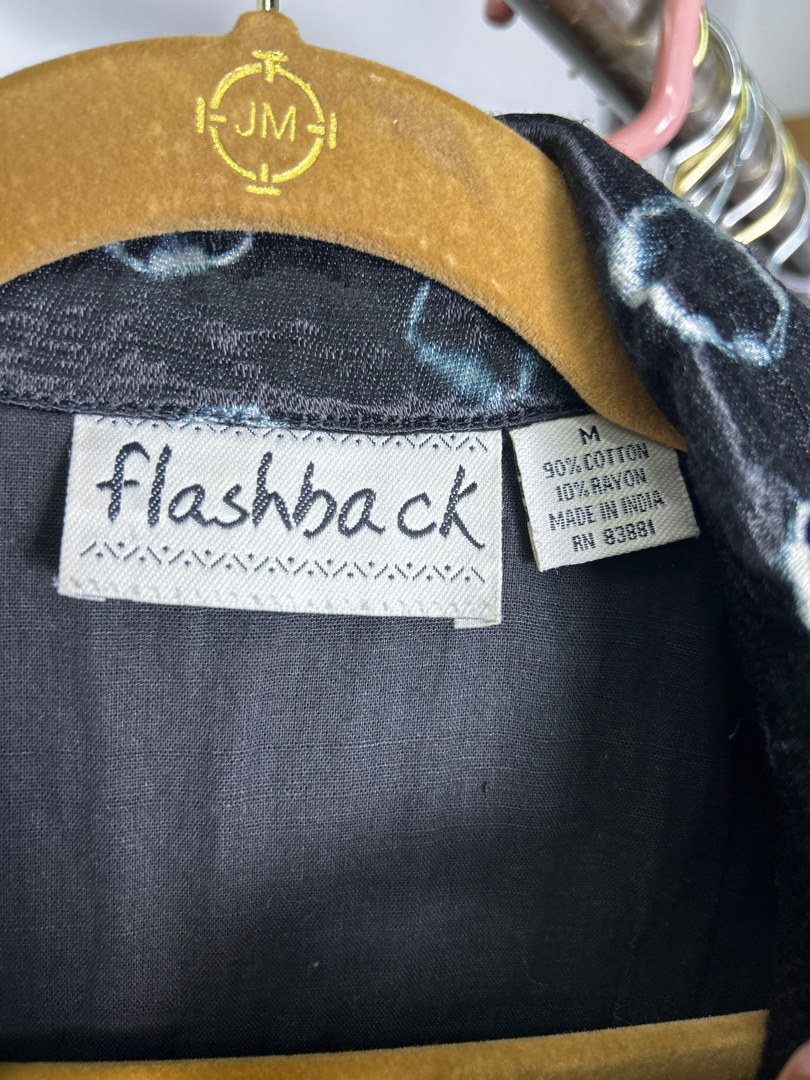 JM
flashback
M
90% COTTON
10% RAYON
MADE IN INDIA
RN 83881